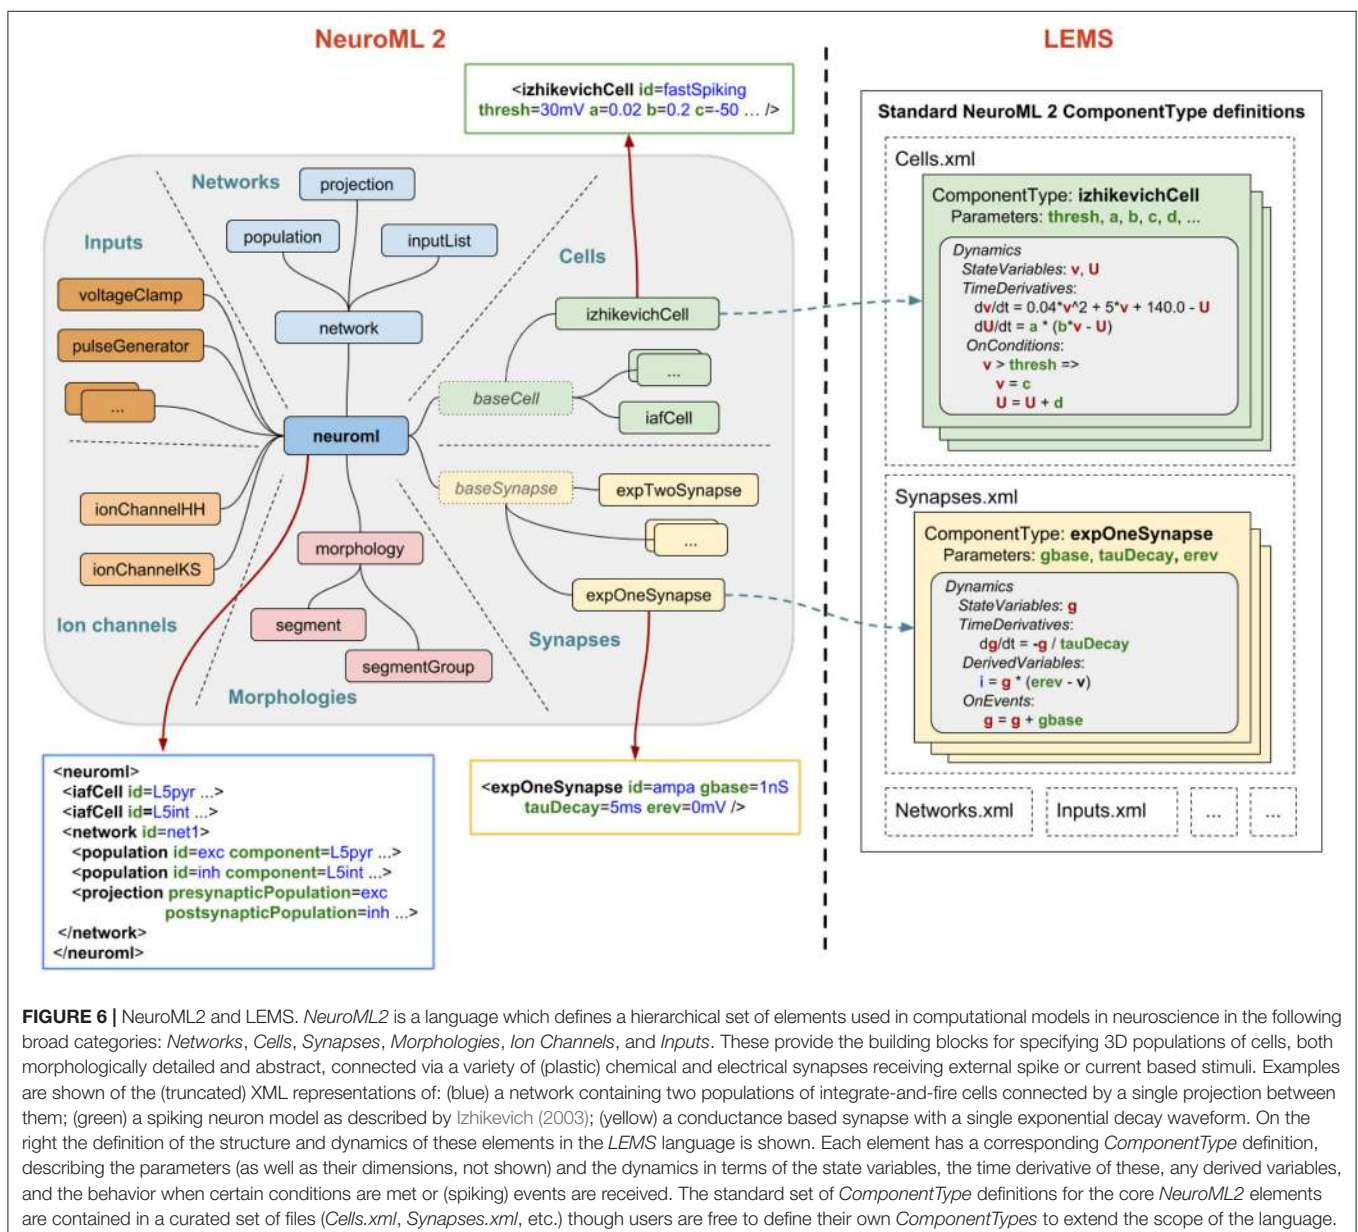 NeuroML 2
LEMS
<izhikevichCell id=fastSpiking
thresh=30mV a=0.02 b=0.2 c=-50 ... />
Networks
projection
population
inputList
network
Inputs
voltageClamp
pulseGenerator
...
Cells
izhikevichCell
...
baseCell
iafCell
neuroml
baseSynapse
expTwoSynapse
...
expOneSynapse
Synapses
ionChannelHH
ionChannelKS
Ion channels
morphology
segment
segmentGroup
Morphologies
<neuroml>
<iafCell id=L5pyr ...>
<iafCell id=L5int ...>
<network id=net1>
<population id=exc component=L5pyr ...>
<population id=inh component=L5int ...>
<projection presynapticPopulation=exc
postsynapticPopulation=inh ...>
</network>
</neuroml>
<expOneSynapse id=ampa gbase=1nS
tauDecay=5ms erev=0mV />
Standard NeuroML 2 ComponentType definitions
Cells.xml
ComponentType: izhikevichCell
Parameters: thresh, a, b, c, d, ...
Dynamics
StateVariables: v, U
TimeDerivatives:
dv/dt = 0.04*v^2 + 5*v + 140.0 - U
dU/dt = a * (b*v - U)
OnConditions:
v > thresh =>
v = c
U = U + d
Synapses.xml
ComponentType: expOneSynapse
Parameters: gbase, tauDecay, erev
Dynamics
StateVariables: g
TimeDerivatives:
dg/dt = -g / tauDecay
DerivedVariables:
i = g * (erev - v)
OnEvents:
g = g + gbase
Networks.xml
Inputs.xml
...
...
FIGURE 6 | NeuroML2 and LEMS. NeuroML2 is a language which defines a hierarchical set of elements used in computational models in neuroscience in the following
broad categories: Networks, Cells, Synapses, Morphologies, Ion Channels, and Inputs. These provide the building blocks for specifying 3D populations of cells, both
morphologically detailed and abstract, connected via a variety of (plastic) chemical and electrical synapses receiving external spike or current based stimuli. Examples
are shown of the (truncated) XML representations of: (blue) a network containing two populations of integrate-and-fire cells connected by a single projection between
them; (green) a spiking neuron model as described by Izhikevich (2003); (yellow) a conductance based synapse with a single exponential decay waveform. On the
right the definition of the structure and dynamics of these elements in the LEMS language is shown. Each element has a corresponding ComponentType definition,
describing the parameters (as well as their dimensions, not shown) and the dynamics in terms of the state variables, the time derivative of these, any derived variables,
and the behavior when certain conditions are met or (spiking) events are received. The standard set of ComponentType definitions for the core NeuroML2 elements
are contained in a curated set of files (Cells.xml, Synapses.xml, etc.) though users are free to define their own ComponentTypes to extend the scope of the language.